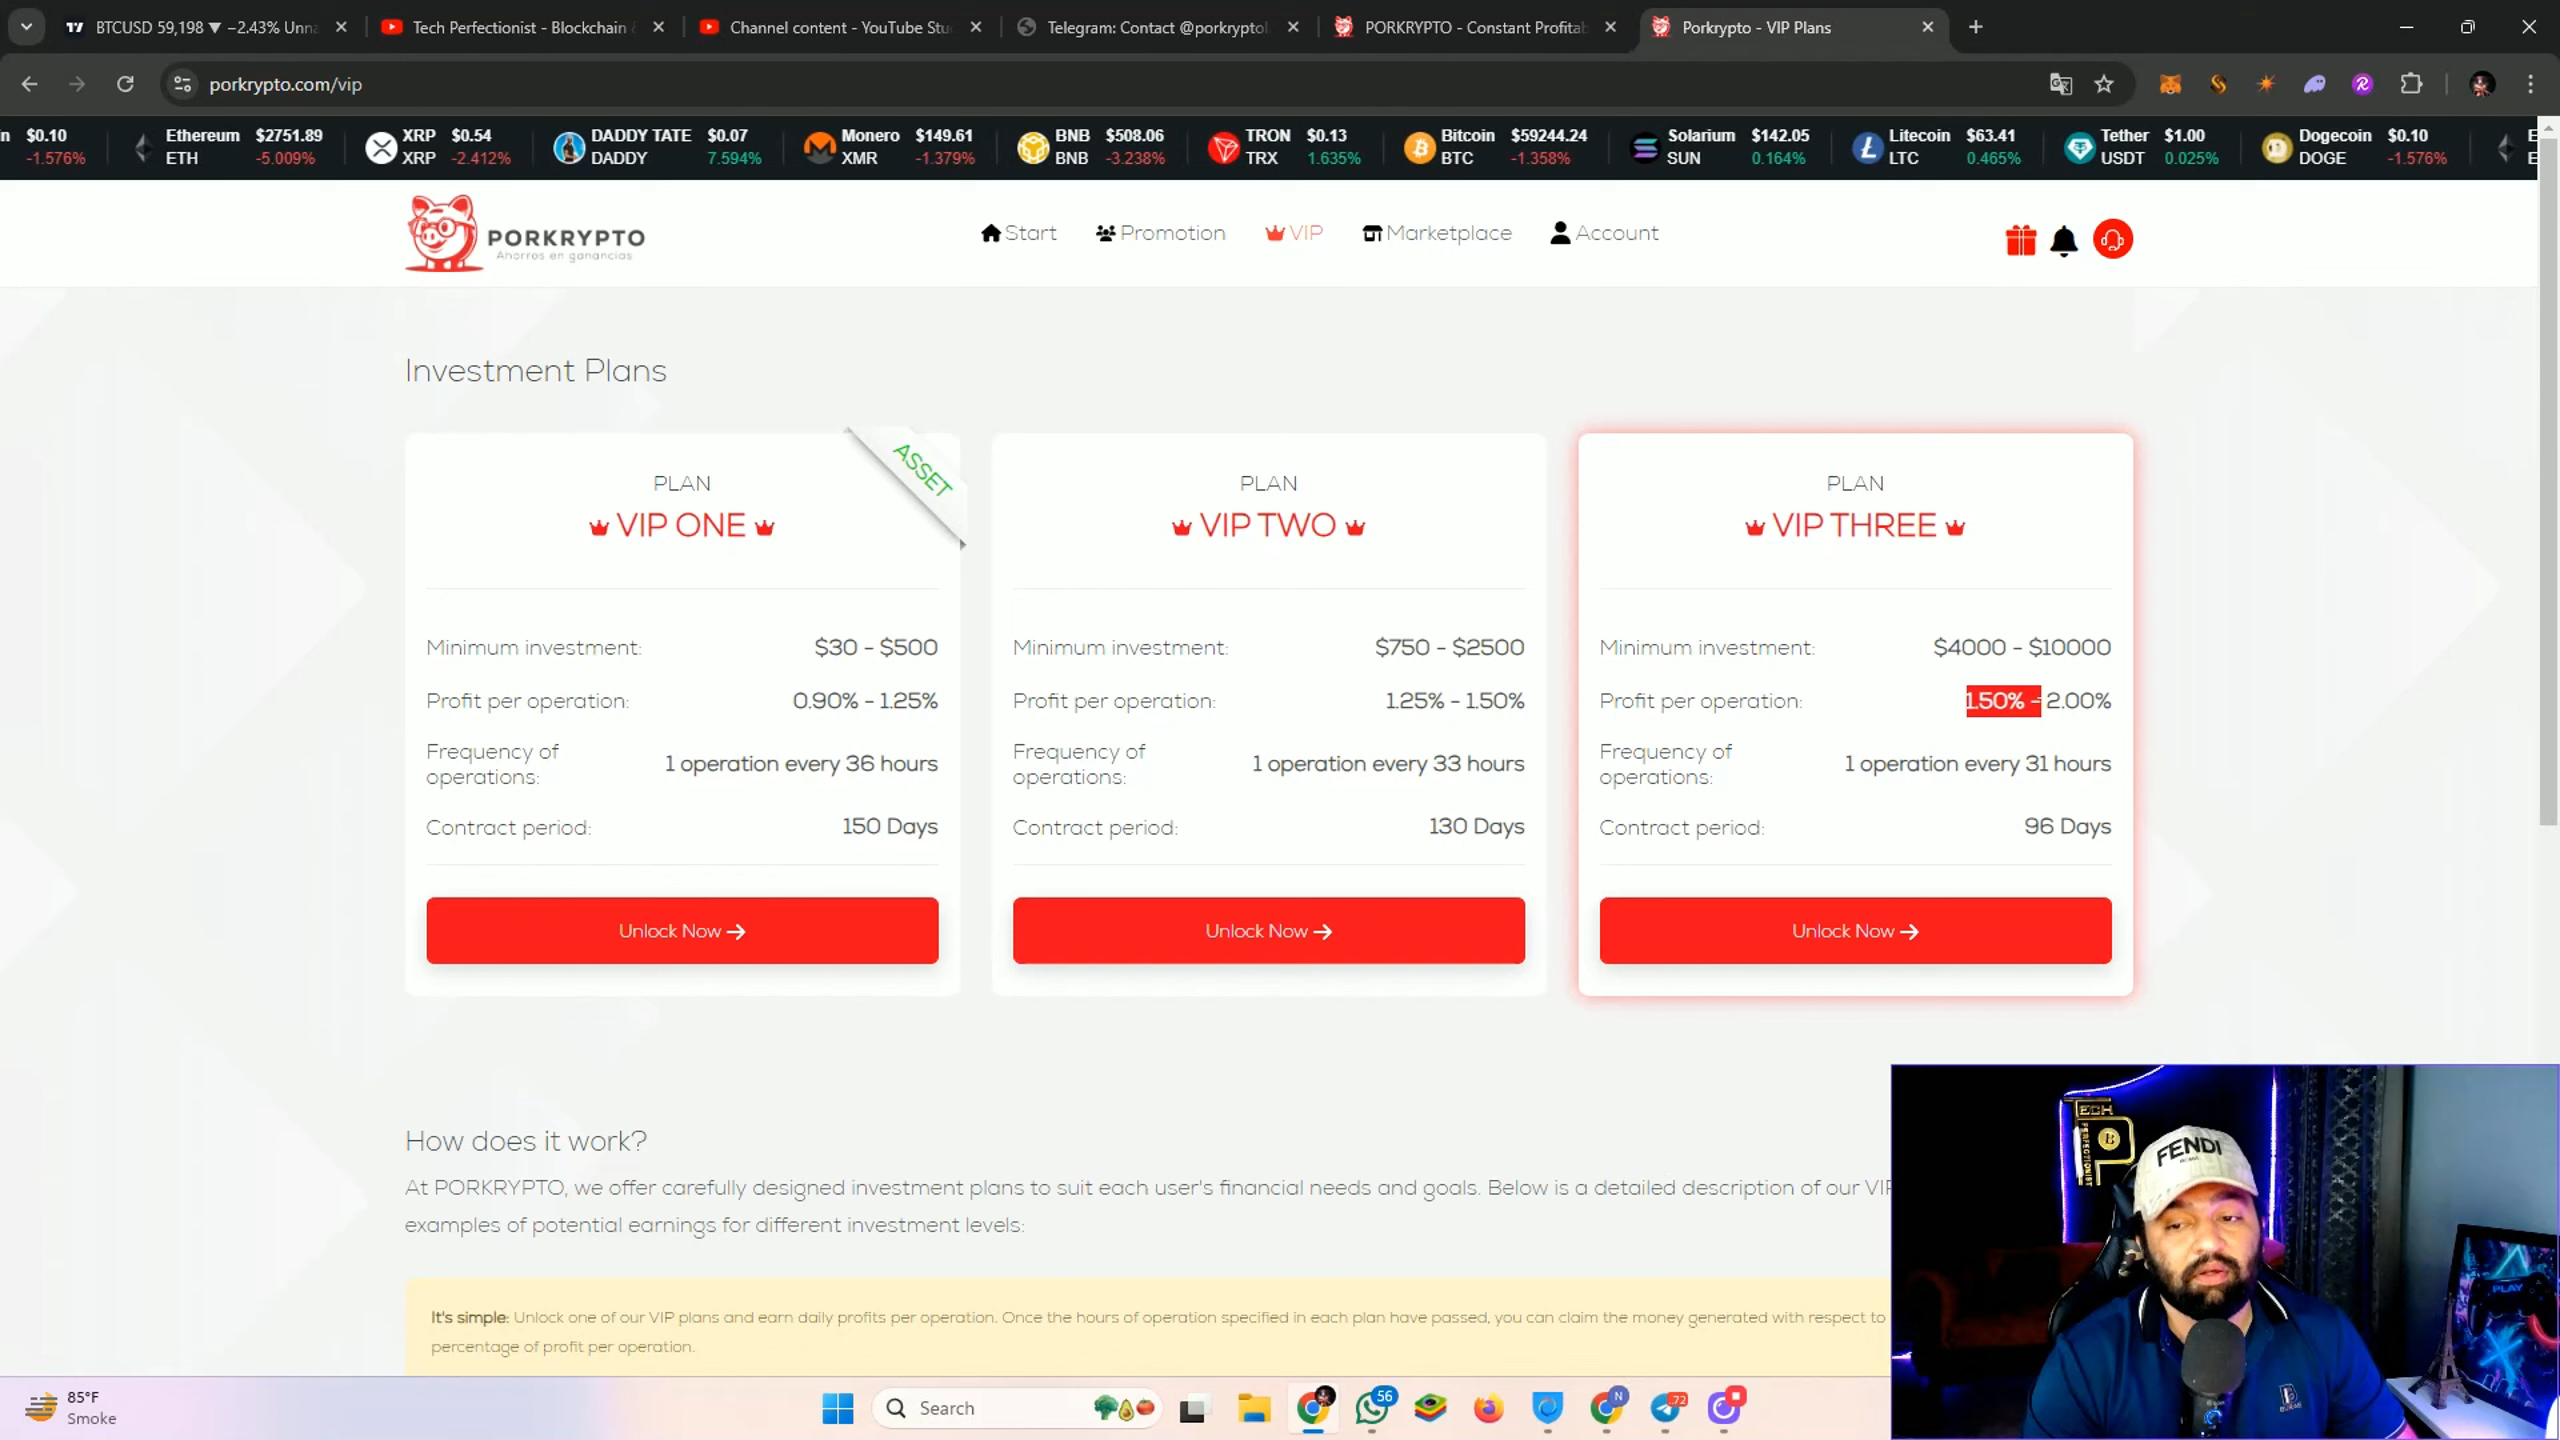 BTCUSD 59,198 ▼ −2.43% Unna
Tech Perfectionist - Blockchain
Channel content - YouTube Stu
Telegram: Contact @porkryptol
PORKRYPTO - Constant Profitab
Porkrypto - VIP Plans
porkrypto.com/vip
n $0.10
-1.576%
Ethereum $2751.89
ETH -5.009%
XRP $0.54
XRP -2.412%
DADDY TATE $0.07
DADDY 7.594%
Monero $149.61
XMR -1.379%
BNB $508.06
BNB -3.238%
TRON $0.13
TRX 1.635%
Bitcoin $59244.24
BTC -1.358%
Solarium $142.05
SUN 0.164%
Litecoin $63.41
LTC 0.465%
Tether $1.00
USDT 0.025%
Dogecoin $0.10
DOGE -1.576%
E
E
PORKRYPTO
Ahorros en ganancias
Start Promotion VIP Marketplace Account
Investment Plans
ASSET
PLAN
VIP ONE
Minimum investment: $30 - $500
Profit per operation: 0.90% - 1.25%
Frequency of
operations: 1 operation every 36 hours
Contract period: 150 Days
Unlock Now →
PLAN
VIP TWO
Minimum investment: $750 - $2500
Profit per operation: 1.25% - 1.50%
Frequency of
operations: 1 operation every 33 hours
Contract period: 130 Days
Unlock Now →
PLAN
VIP THREE
Minimum investment: $4000 - $10000
Profit per operation: 1.50% - 2.00%
Frequency of
operations: 1 operation every 31 hours
Contract period: 96 Days
Unlock Now →
How does it work?
At PORKRYPTO, we offer carefully designed investment plans to suit each user's financial needs and goals. Below is a detailed description of our VIP
examples of potential earnings for different investment levels:
It's simple: Unlock one of our VIP plans and earn daily profits per operation. Once the hours of operation specified in each plan have passed, you can claim the money generated with respect to
percentage of profit per operation.
TECH
PERFECTIONIST
FENDI
PLAY
85°F
Smoke
Search
56
N
72